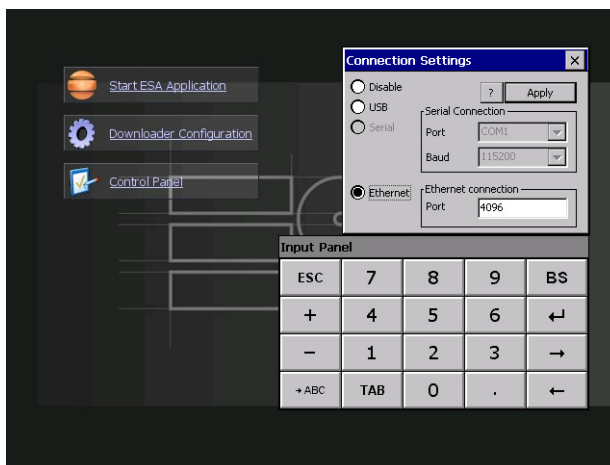 Start ESA Application
Downloader Configuration
Control Panel
Connection Settings
Disable
USB
Serial
Ethernet
?
Apply
Serial Connection
Port
COM1
Baud
115200
Ethernet connection
Port
4096
Input Panel
ESC 7 8 9 BS
+ 4 5 6 ↵
− 1 2 3 →
→ABC TAB 0 . ←